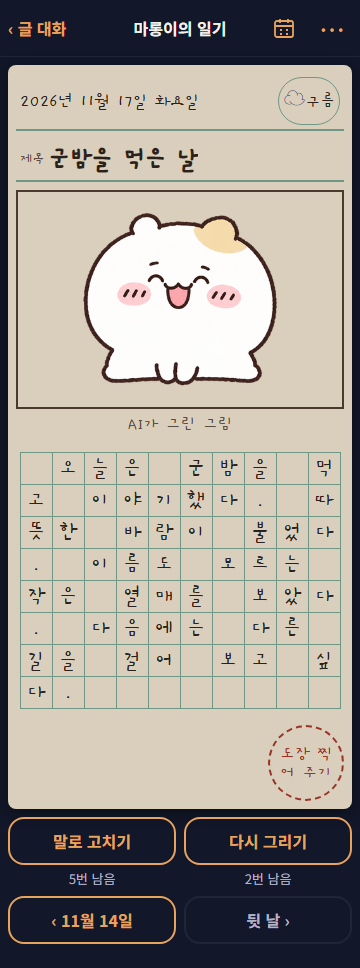 ‹ 글 대화
마롱이의 일기
2026년 11월 17일 화요일
구름
제목 군밤을 먹은 날
AI가 그린 그림
오늘은 군밤을 먹
고 이야기했다. 따
뜻한 바람이 불었다
. 이름도 모르는
작은 열매를 보았다
. 다음에는 다른
길을 걸어 보고 싶
다.
도장 찍
어 주기
말로 고치기
다시 그리기
5번 남음
2번 남음
‹ 11월 14일
뒷 날 ›